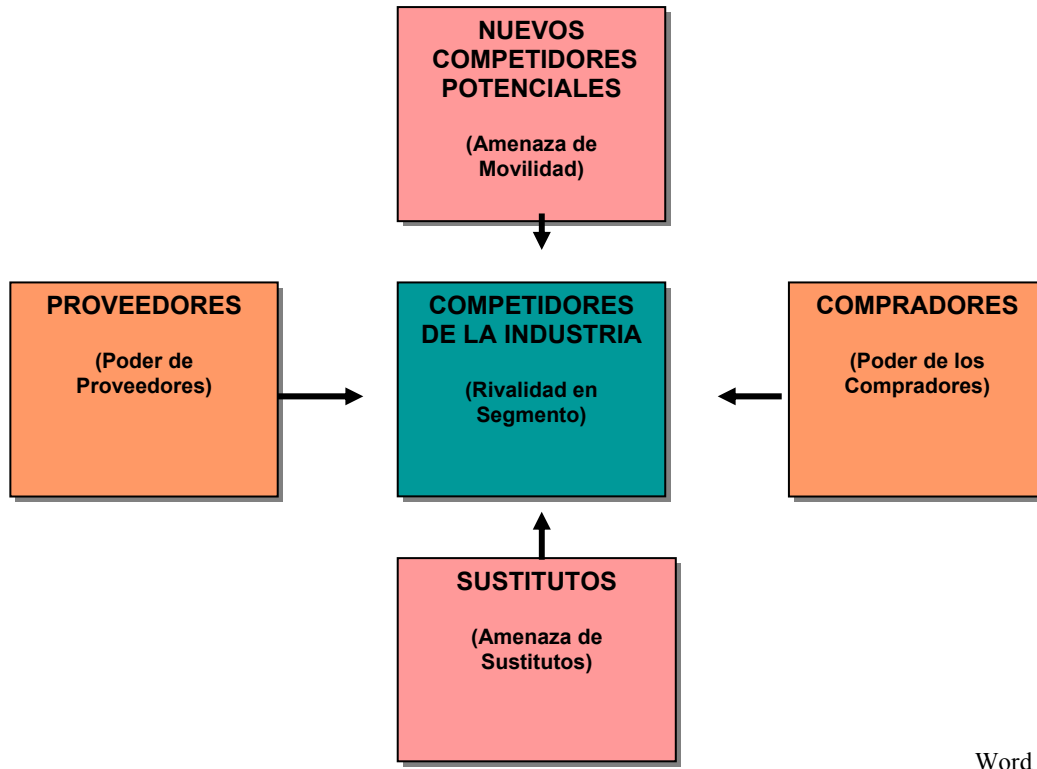 NUEVOS
COMPETIDORES
POTENCIALES
(Amenaza de
Movilidad)
PROVEEDORES
(Poder de
Proveedores)
COMPETIDORES
DE LA INDUSTRIA
(Rivalidad en
Segmento)
COMPRADORES
(Poder de los
Compradores)
SUSTITUTOS
(Amenaza de
Sustitutos)
Word